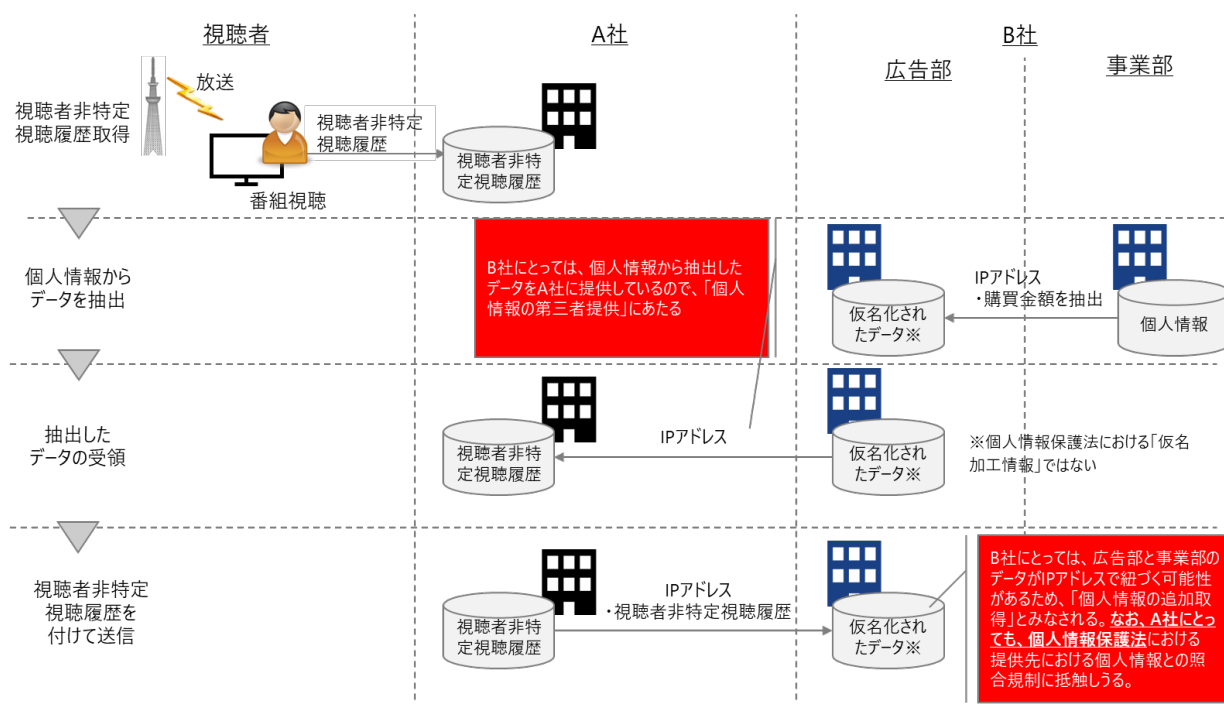 視聴者
A社
B社
広告部
事業部
視聴者非特定
視聴履歴取得
放送
視聴者非特定
視聴履歴
番組視聴
視聴者非特
定視聴履歴
個人情報から
データを抽出
B社にとっては、個人情報から抽出した
データをA社に提供しているので、「個人
情報の第三者提供」にあたる
仮名化され
たデータ※
IPアドレス
・購買金額を抽出
個人情報
抽出した
データの受領
視聴者非特
定視聴履歴
IPアドレス
仮名化され
たデータ※
※個人情報保護法における「仮名
加工情報」ではない
視聴者非特定
視聴履歴を
付けて送信
視聴者非特
定視聴履歴
IPアドレス
・視聴者非特定視聴履歴
仮名化され
たデータ※
B社にとっては、広告部と事業部の
データがIPアドレスで紐づく可能性
があるため、「個人情報の追加取
得」とみなされる。なお、A社にとっ
ても、個人情報保護法における
提供先における個人情報との照
合規制に抵触しうる。